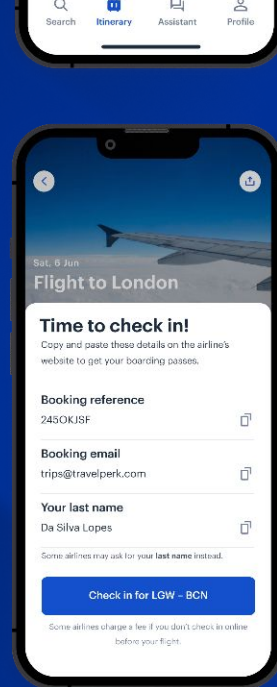 Search Itinerary Assistant Profile
Sat, 6 Jun
Flight to London
Time to check in!
Copy and paste these details on the airline's
website to get your boarding passes.
Booking reference
245OKJSF
Booking email
trips@travelperk.com
Your last name
Da Silva Lopes
Some airlines may ask for your last name instead.
Check in for LGW – BCN
Some airlines charge a fee if you don't check in online
before your flight.